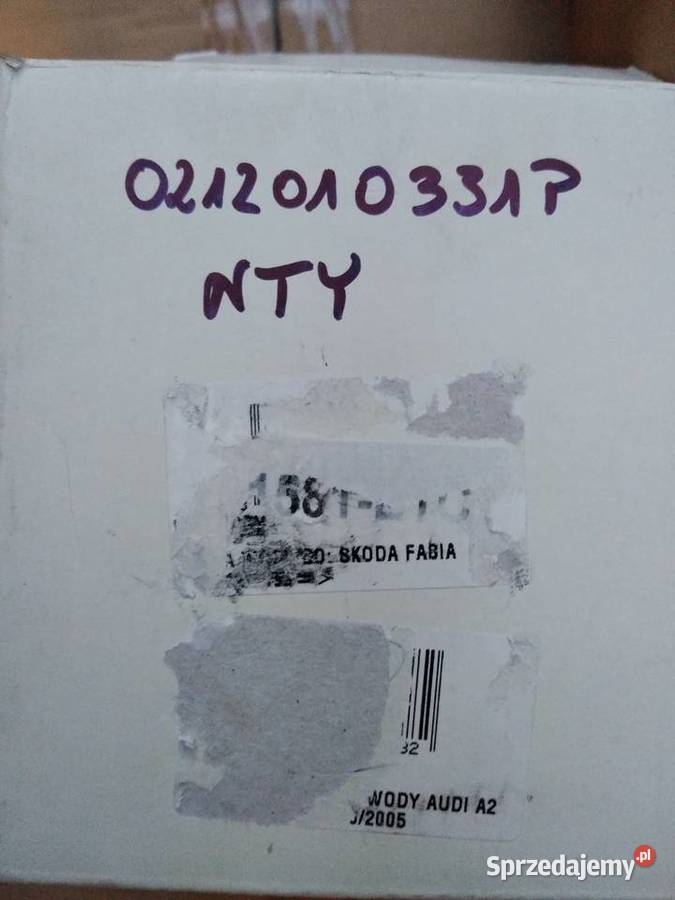 0212010331P
NTY
SKODA FABIA
32
WODY AUDI A2
/2005
Sprzedajemy.pl